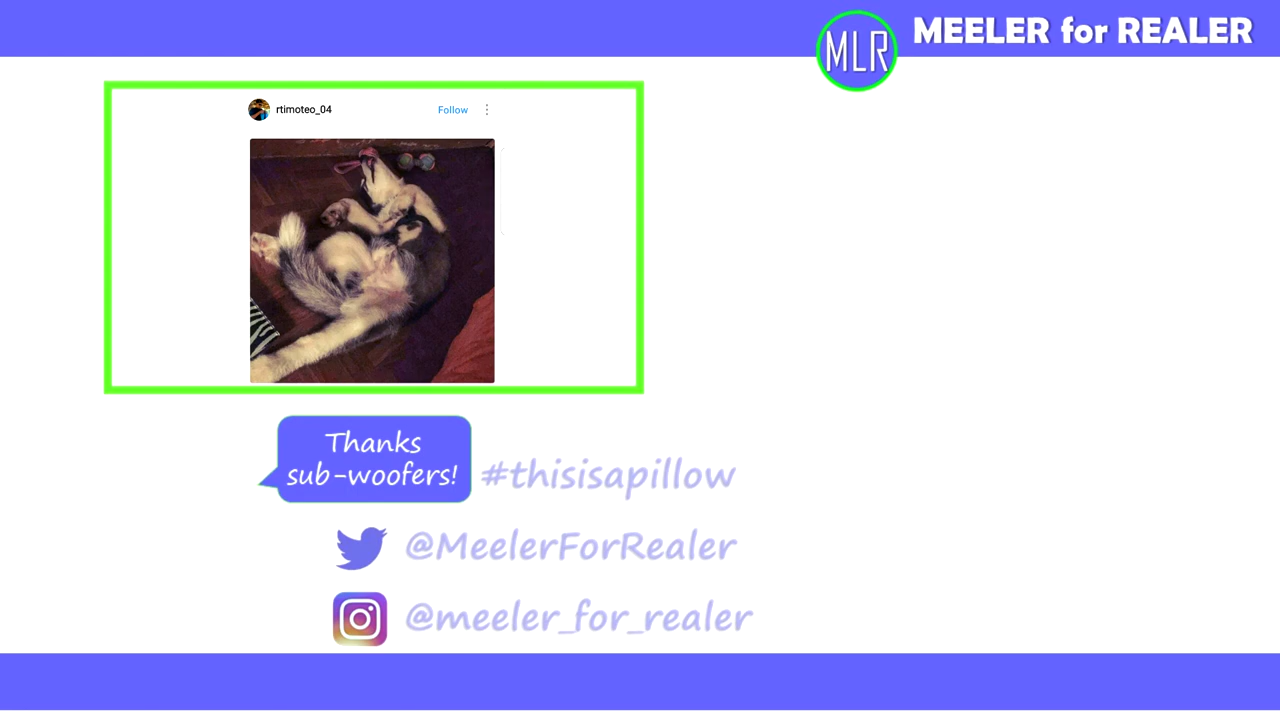 MLR
MEELER for REALER
rtimoteo_04
Follow
Thanks
sub-woofers!
#thisisapillow
@MeelerForRealer
@meeler_for_realer